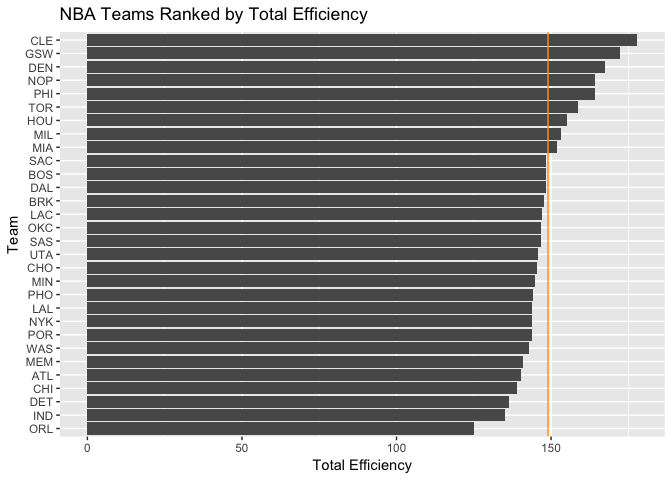 NBA Teams Ranked by Total Efficiency
CLE
GSW
DEN
NOP
PHI
TOR
HOU
MIL
MIA
SAC
BOS
DAL
BRK
LAC
OKC
SAS
UTA
CHO
MIN
PHO
LAL
NYK
POR
WAS
MEM
ATL
CHI
DET
IND
ORL
Team
0 50 100 150
Total Efficiency